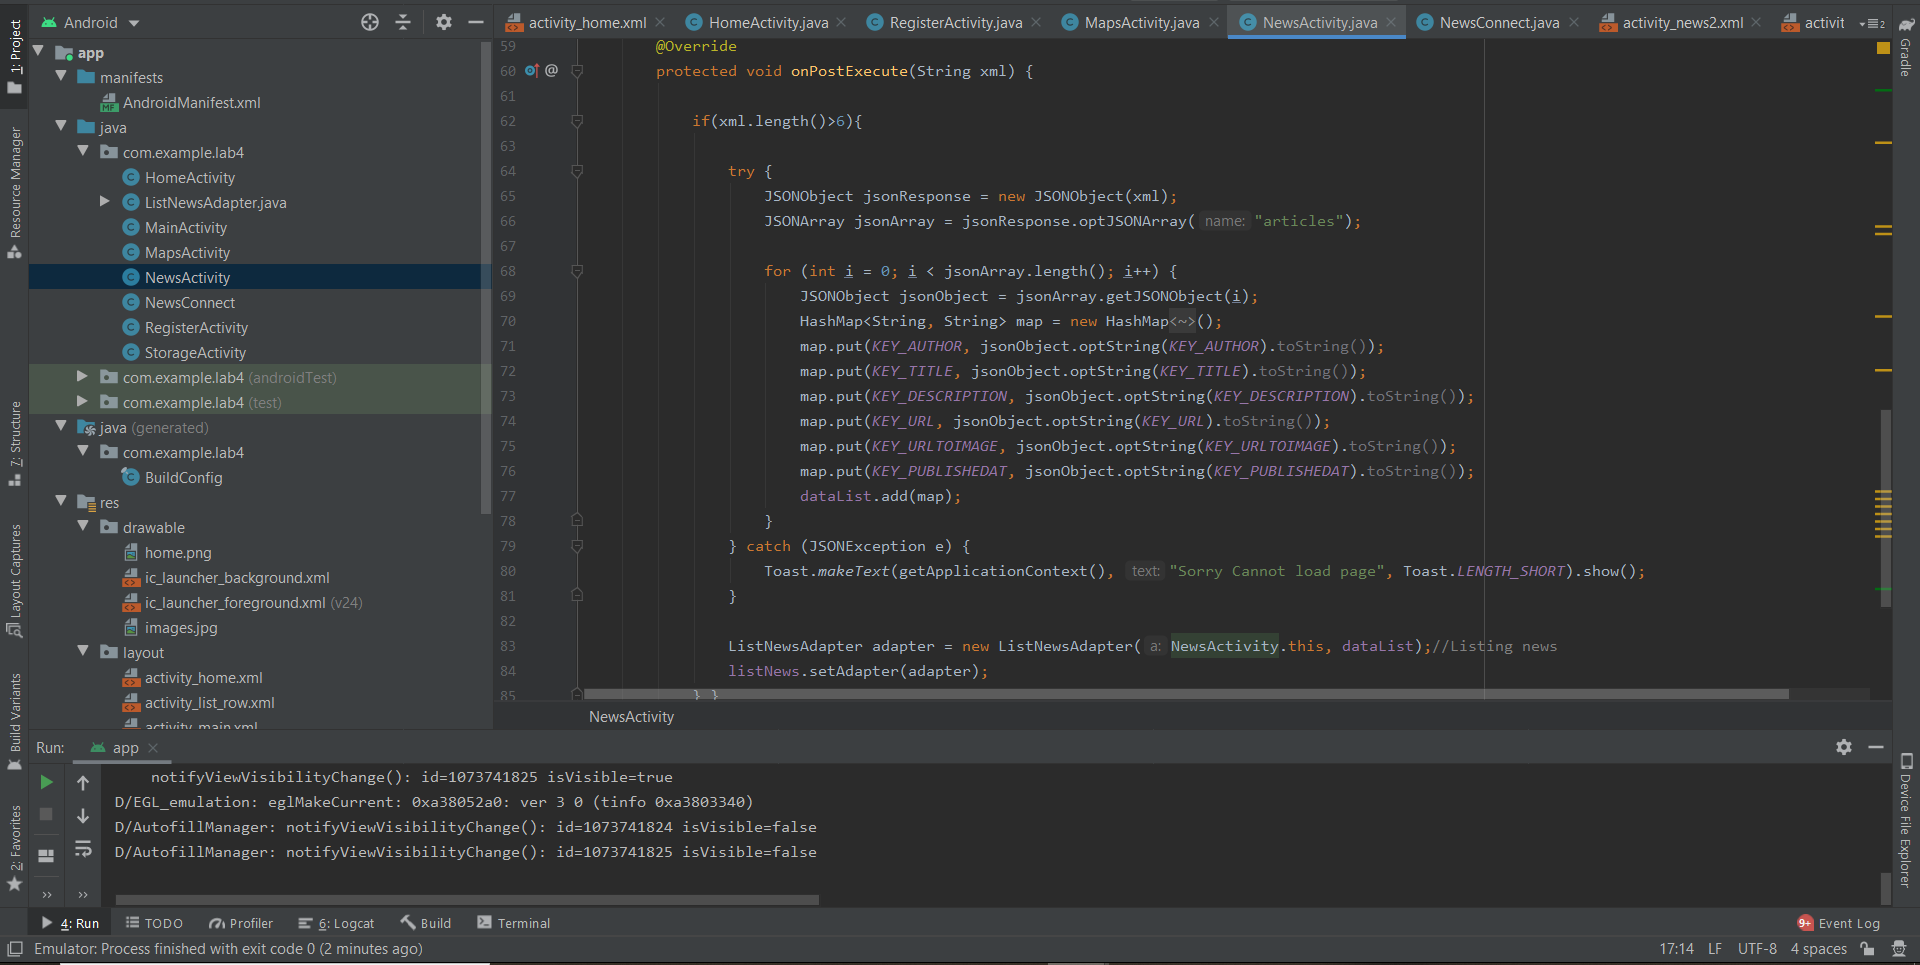 Android
activity_home.xml
HomeActivity.java
RegisterActivity.java
MapsActivity.java
NewsActivity.java
NewsConnect.java
activity_news2.xml
activit
2
1: Project
Resource Manager
7: Structure
Layout Captures
Build Variants
2: Favorites
app
manifests
MF AndroidManifest.xml
java
com.example.lab4
C HomeActivity
C ListNewsAdapter.java
C MainActivity
C MapsActivity
C NewsActivity
C NewsConnect
C RegisterActivity
C StorageActivity
com.example.lab4 (androidTest)
com.example.lab4 (test)
java (generated)
com.example.lab4
C BuildConfig
res
drawable
home.png
ic_launcher_background.xml
ic_launcher_foreground.xml (v24)
images.jpg
layout
activity_home.xml
activity_list_row.xml
activity_main.xml
59 @Override
60 protected void onPostExecute(String xml) {
61
62 if(xml.length()>6){
63
64 try {
65 JSONObject jsonResponse = new JSONObject(xml);
66 JSONArray jsonArray = jsonResponse.optJSONArray( name: "articles");
67
68 for (int i = 0; i < jsonArray.length(); i++) {
69 JSONObject jsonObject = jsonArray.getJSONObject(i);
70 HashMap<String, String> map = new HashMap<~>();
71 map.put(KEY_AUTHOR, jsonObject.optString(KEY_AUTHOR).toString());
72 map.put(KEY_TITLE, jsonObject.optString(KEY_TITLE).toString());
73 map.put(KEY_DESCRIPTION, jsonObject.optString(KEY_DESCRIPTION).toString());
74 map.put(KEY_URL, jsonObject.optString(KEY_URL).toString());
75 map.put(KEY_URLTOIMAGE, jsonObject.optString(KEY_URLTOIMAGE).toString());
76 map.put(KEY_PUBLISHEDAT, jsonObject.optString(KEY_PUBLISHEDAT).toString());
77 dataList.add(map);
78 }
79 } catch (JSONException e) {
80 Toast.makeText(getApplicationContext(), text: "Sorry Cannot load page", Toast.LENGTH_SHORT).show();
81 }
82
83 ListNewsAdapter adapter = new ListNewsAdapter( a: NewsActivity.this, dataList);//Listing news
84 listNews.setAdapter(adapter);
85 } }
NewsActivity
Gradle
Device File Explorer
Run: app
notifyViewVisibilityChange(): id=1073741825 isVisible=true
D/EGL_emulation: eglMakeCurrent: 0xa38052a0: ver 3 0 (tinfo 0xa3803340)
D/AutofillManager: notifyViewVisibilityChange(): id=1073741824 isVisible=false
D/AutofillManager: notifyViewVisibilityChange(): id=1073741825 isVisible=false
4: Run
TODO
Profiler
6: Logcat
Build
Terminal
9+ Event Log
Emulator: Process finished with exit code 0 (2 minutes ago)
17:14 LF UTF-8 4 spaces